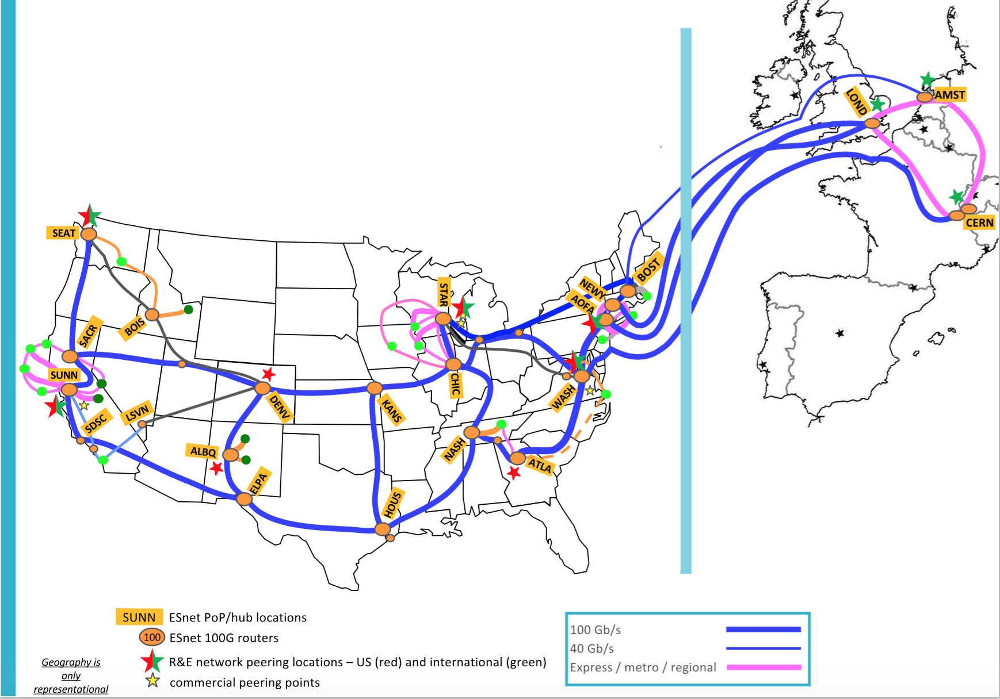 AMST
LOND
CERN
SEAT
BOST
NEWY
STAR
AOFA
BOIS
SACR
SUNN
CHIC
WASH
DENV
KANS
LSVN
SDSC
NASH
ALBQ
ATLA
ELPA
HOUS
SUNN ESnet PoP/hub locations
100 ESnet 100G routers
R&E network peering locations – US (red) and international (green)
commercial peering points
Geography is
only
representational
100 Gb/s
40 Gb/s
Express / metro / regional